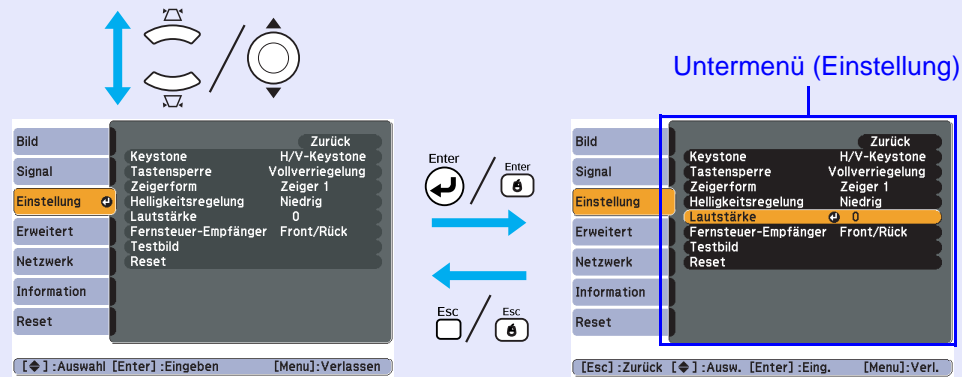 Untermenü (Einstellung)
Bild
Signal
Einstellung
Erweitert
Netzwerk
Information
Reset
Zurück
Keystone H/V-Keystone
Tastensperre Vollverriegelung
Zeigerform Zeiger 1
Helligkeitsregelung Niedrig
Lautstärke 0
Fernsteuer-Empfänger Front/Rück
Testbild
Reset
[ ] :Auswahl [Enter] :Eingeben [Menu]:Verlassen
Enter
Enter
Esc
Esc
Bild
Signal
Einstellung
Erweitert
Netzwerk
Information
Reset
Zurück
Keystone H/V-Keystone
Tastensperre Vollverriegelung
Zeigerform Zeiger 1
Helligkeitsregelung Niedrig
Lautstärke 0
Fernsteuer-Empfänger Front/Rück
Testbild
Reset
[Esc] :Zurück [ ] :Ausw. [Enter] :Eing. [Menu]:Verl.